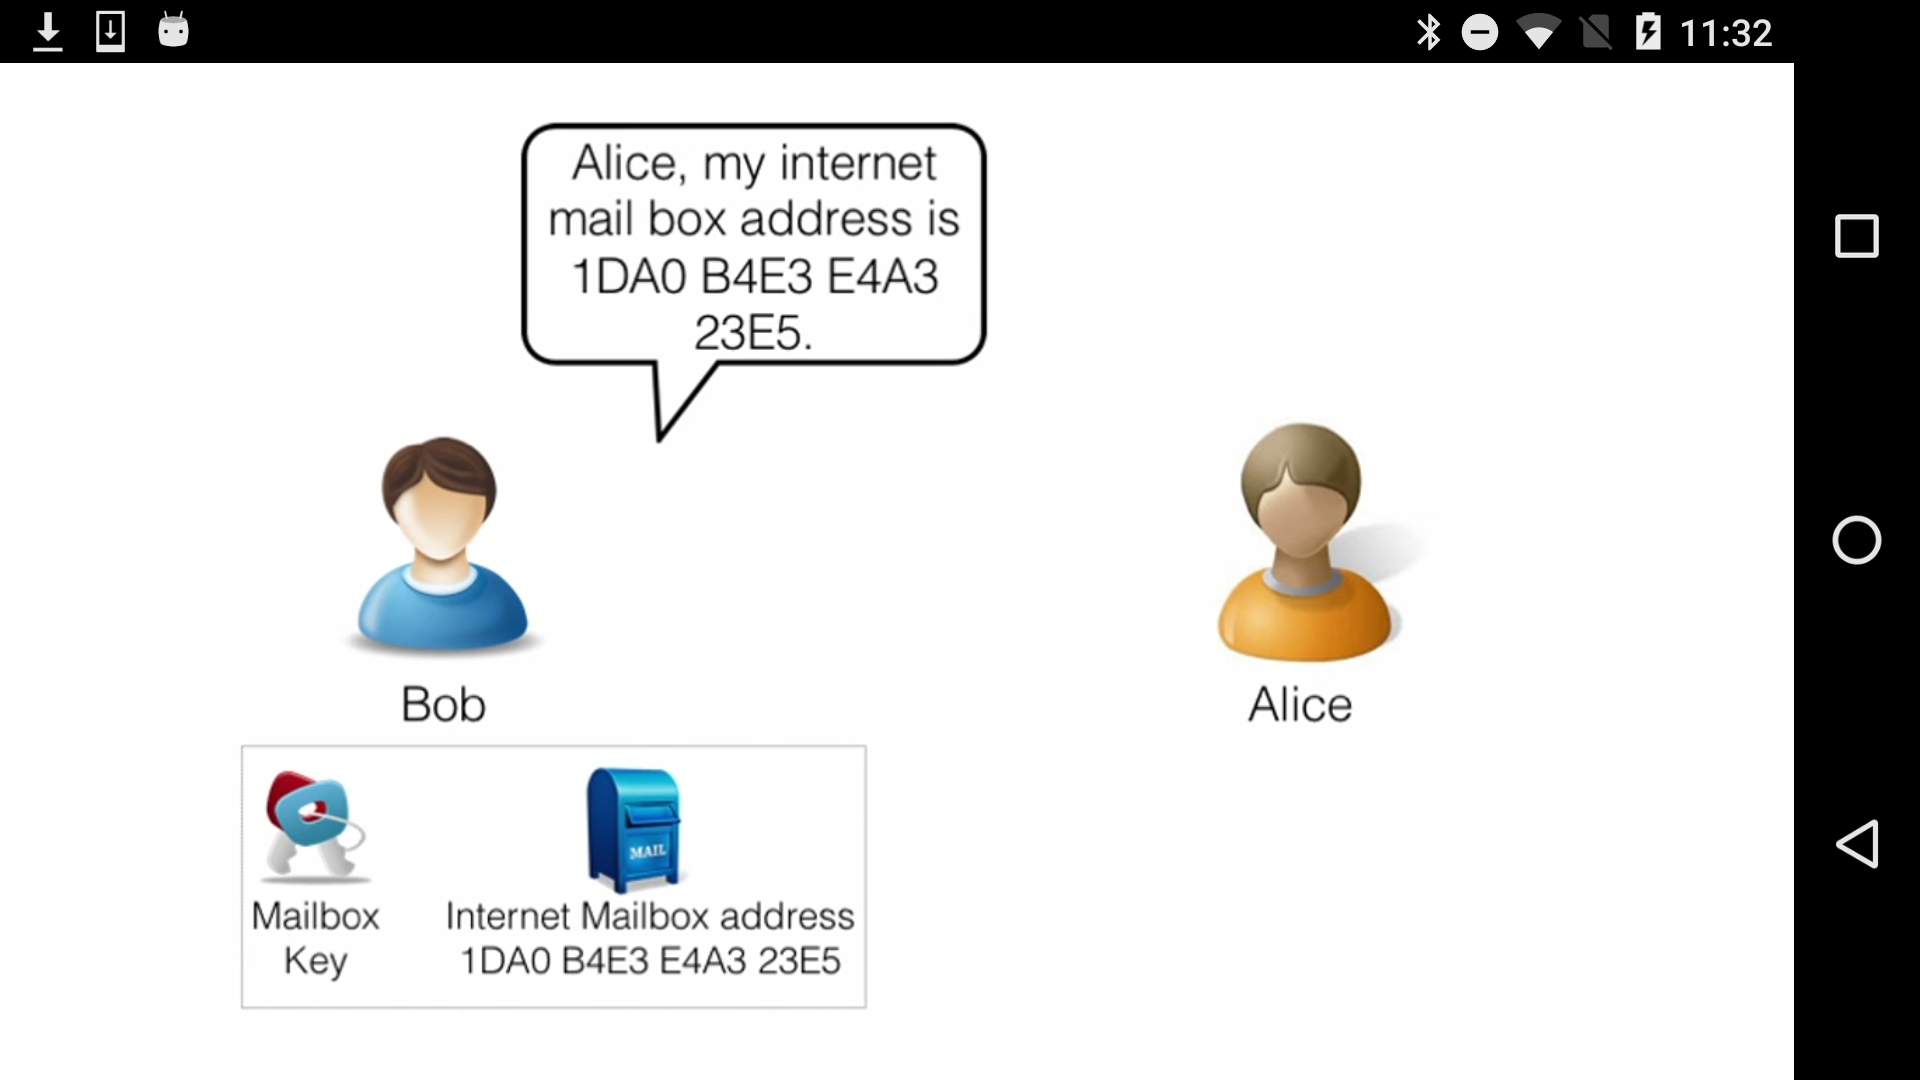 11:32
Alice, my internet
mail box address is
1DA0 B4E3 E4A3
23E5.
Bob
Alice
MAIL
Mailbox
Key
Internet Mailbox address
1DA0 B4E3 E4A3 23E5